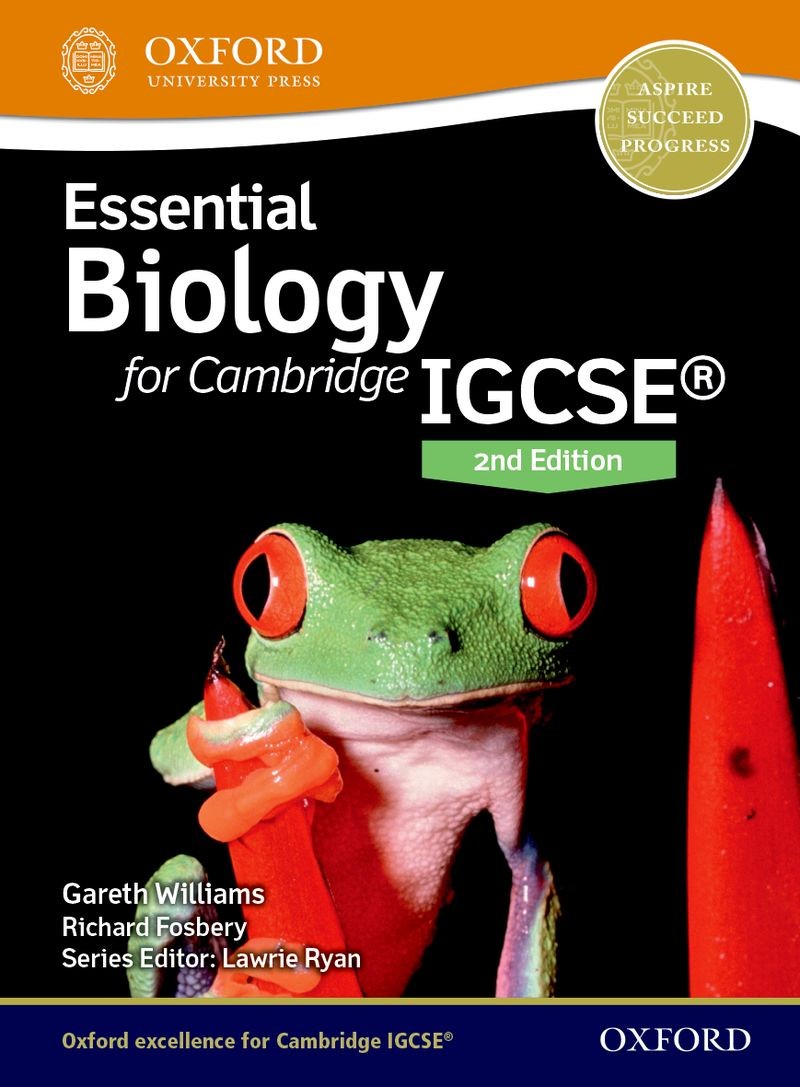 OXFORD
UNIVERSITY PRESS
ASPIRE
SUCCEED
PROGRESS
Essential
Biology
for Cambridge IGCSE®
2nd Edition
Gareth Williams
Richard Fosbery
Series Editor: Lawrie Ryan
Oxford excellence for Cambridge IGCSE®
OXFORD